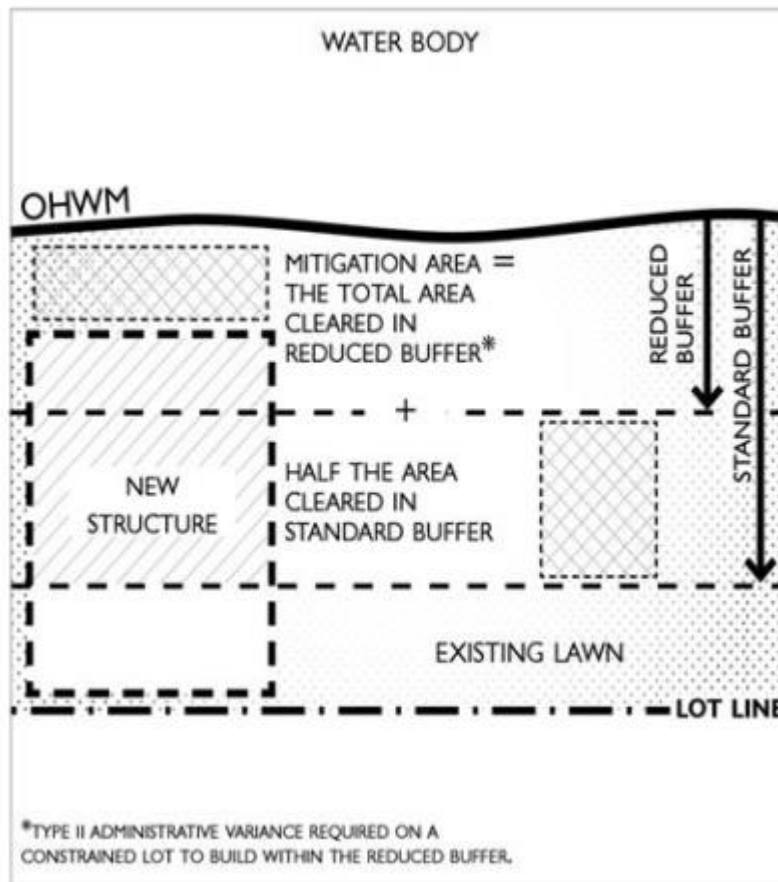 WATER BODY
OHWM
MITIGATION AREA =
THE TOTAL AREA
CLEARED IN
REDUCED BUFFER*
REDUCED
BUFFER
STANDARD BUFFER
+
NEW
STRUCTURE
HALF THE AREA
CLEARED IN
STANDARD BUFFER
EXISTING LAWN
LOT LINE
*TYPE II ADMINISTRATIVE VARIANCE REQUIRED ON A
CONSTRAINED LOT TO BUILD WITHIN THE REDUCED BUFFER.